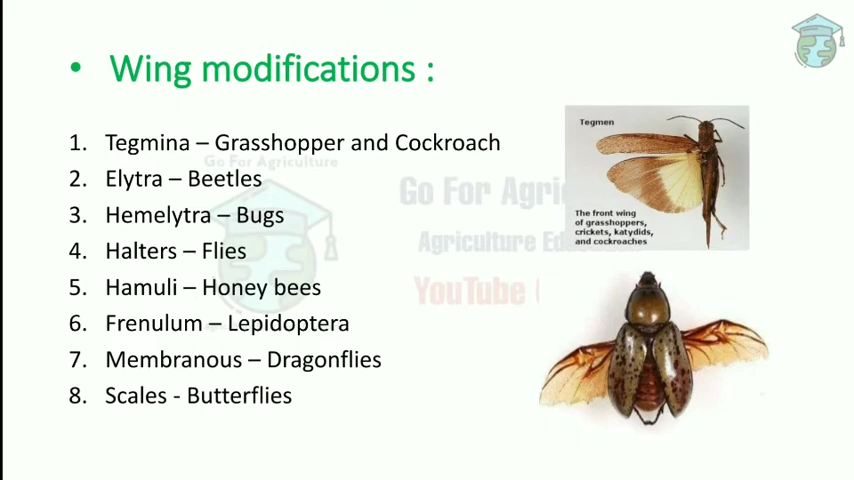 • Wing modifications :
1. Tegmina – Grasshopper and Cockroach
Go For Agriculture
2. Elytra – Beetles
3. Hemelytra – Bugs
4. Halters – Flies
5. Hamuli – Honey bees
6. Frenulum – Lepidoptera
7. Membranous – Dragonflies
8. Scales - Butterflies
Go For Agri
Agriculture Ed
YouTube
Tegmen
The front wing
of grasshoppers,
crickets, katydids,
and cockroaches